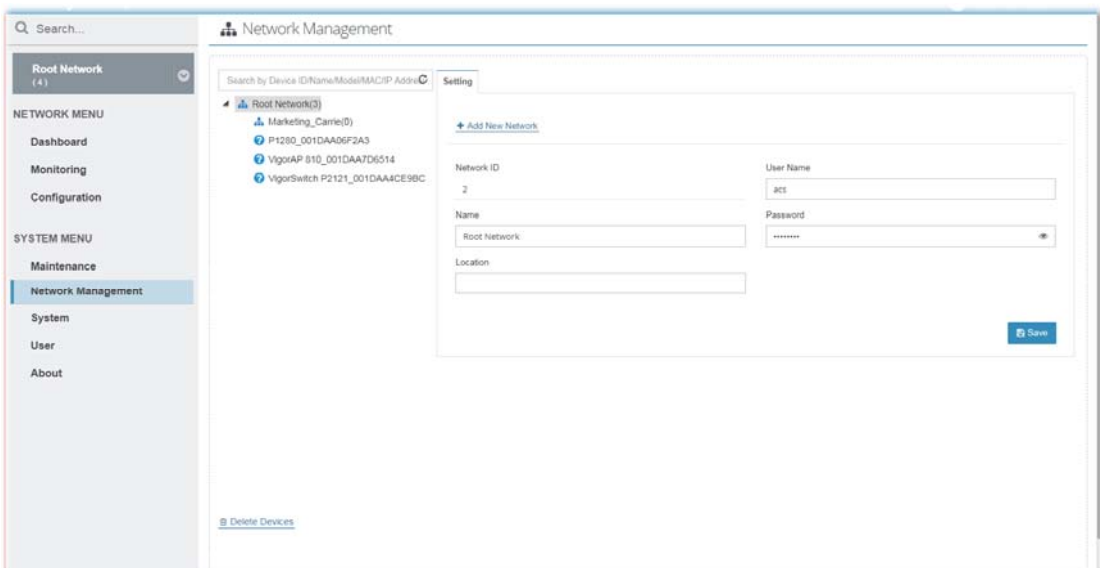 Search...
Root Network
(4)
NETWORK MENU
Dashboard
Monitoring
Configuration
SYSTEM MENU
Maintenance
Network Management
System
User
About
Network Management
Search by Device ID/Name/Model/MAC/IP Addre
Root Network(3)
Marketing_Carrie(0)
P1280_001DAA06F2A3
VigorAP 810_001DAA7D6514
VigorSwitch P2121_001DAA4CE9BC
Delete Devices
Setting
+ Add New Network
Network ID
2
Name
Root Network
Location
User Name
acs
Password
••••••••
Save